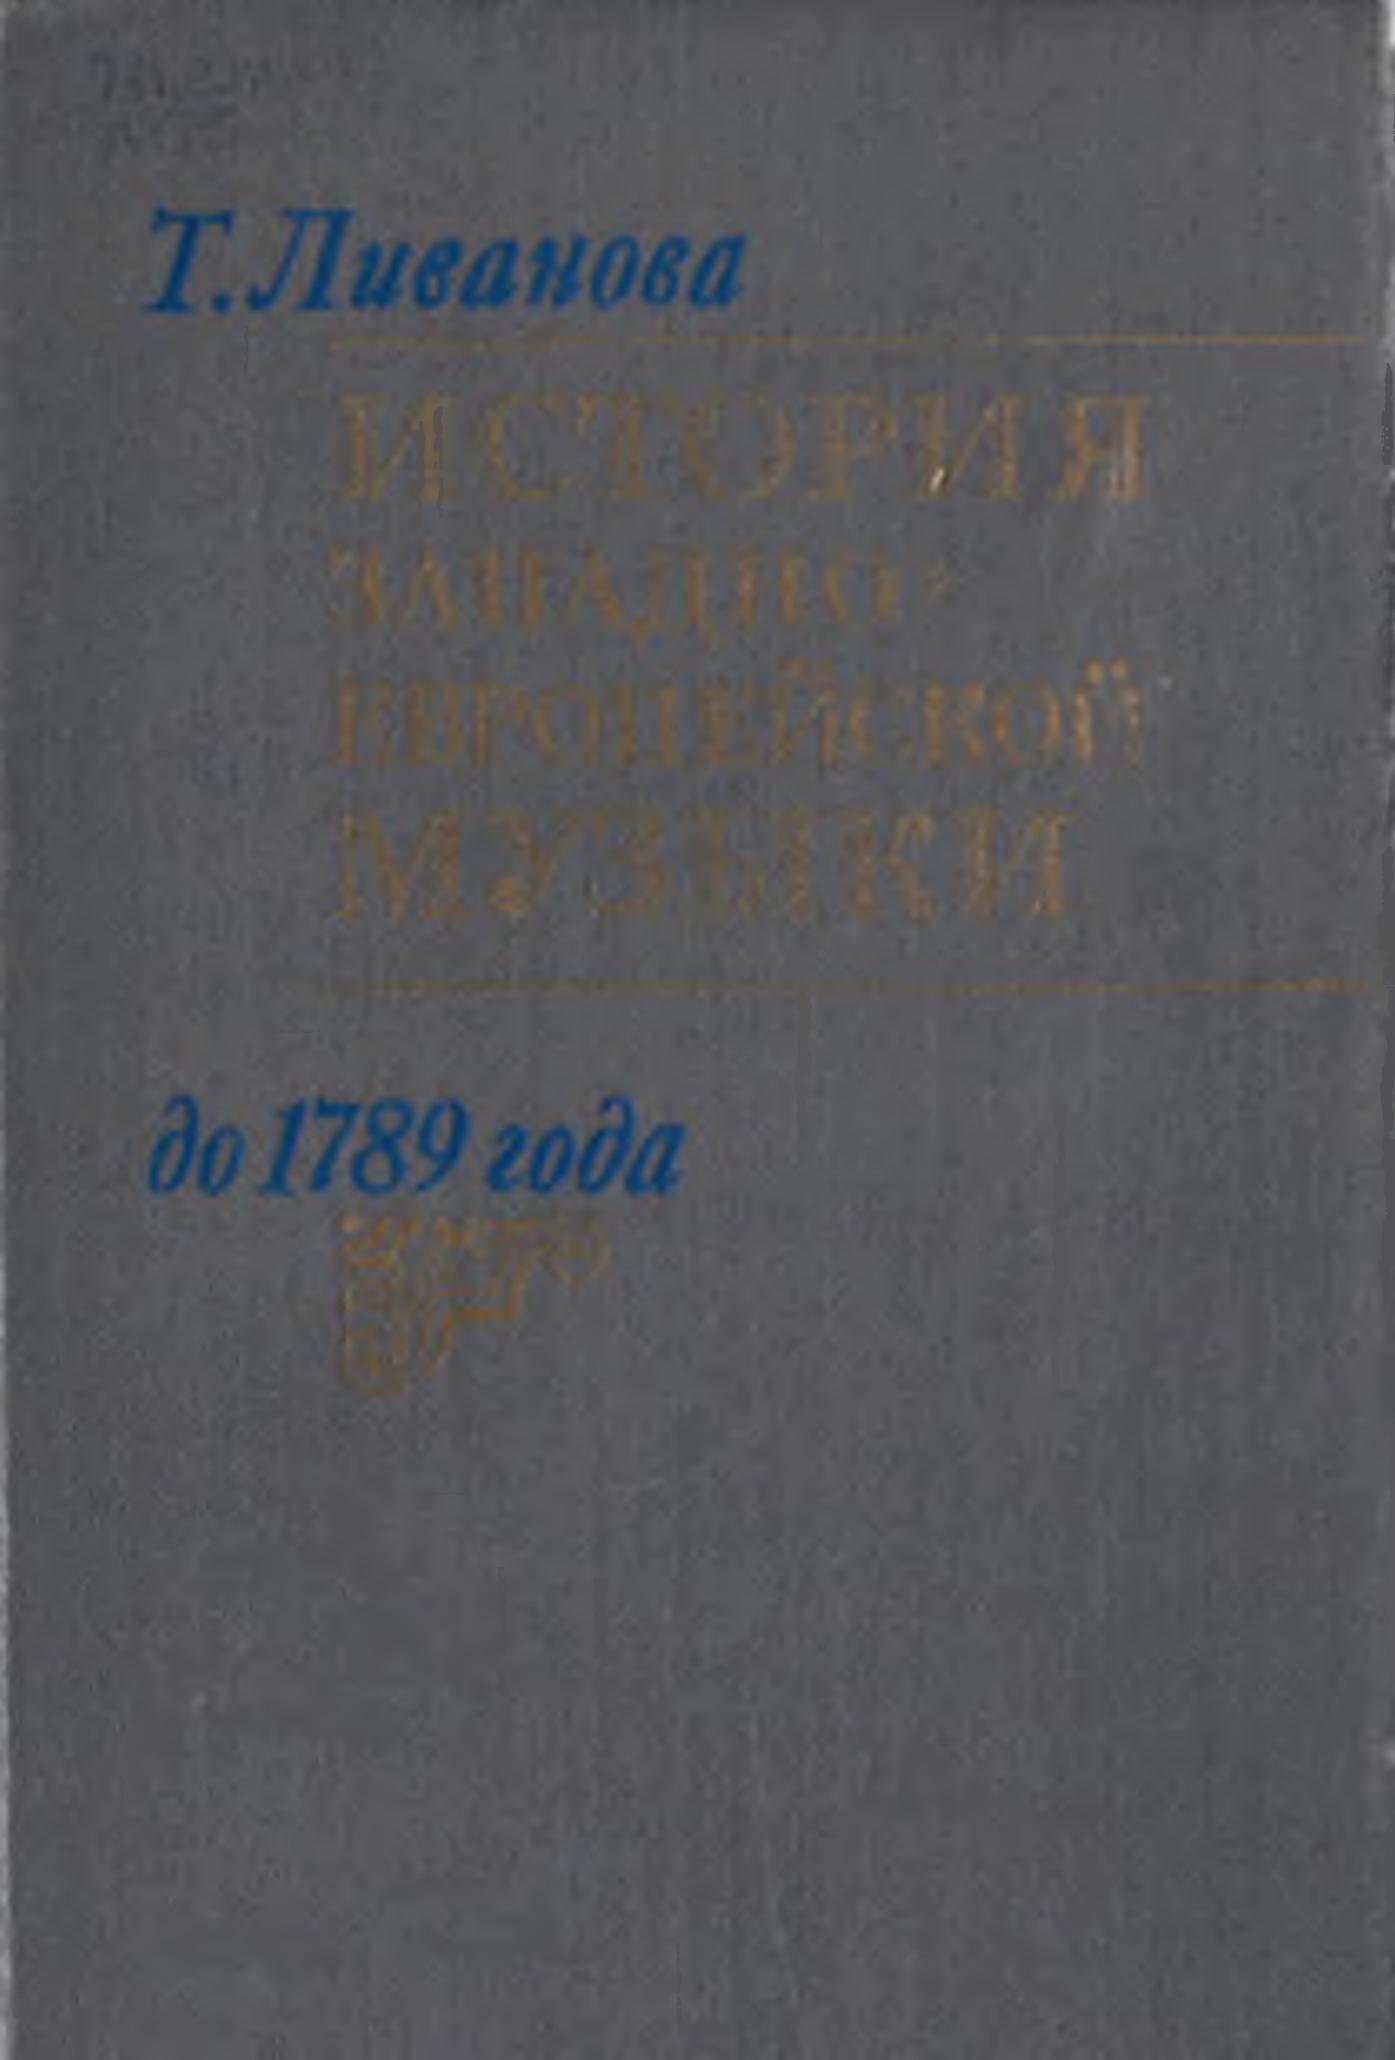 Т. Ливанова
ИСТОРИЯ
ЗАПАДНО-
ЕВРОПЕЙСКОЙ
МУЗЫКИ
до 1789 года